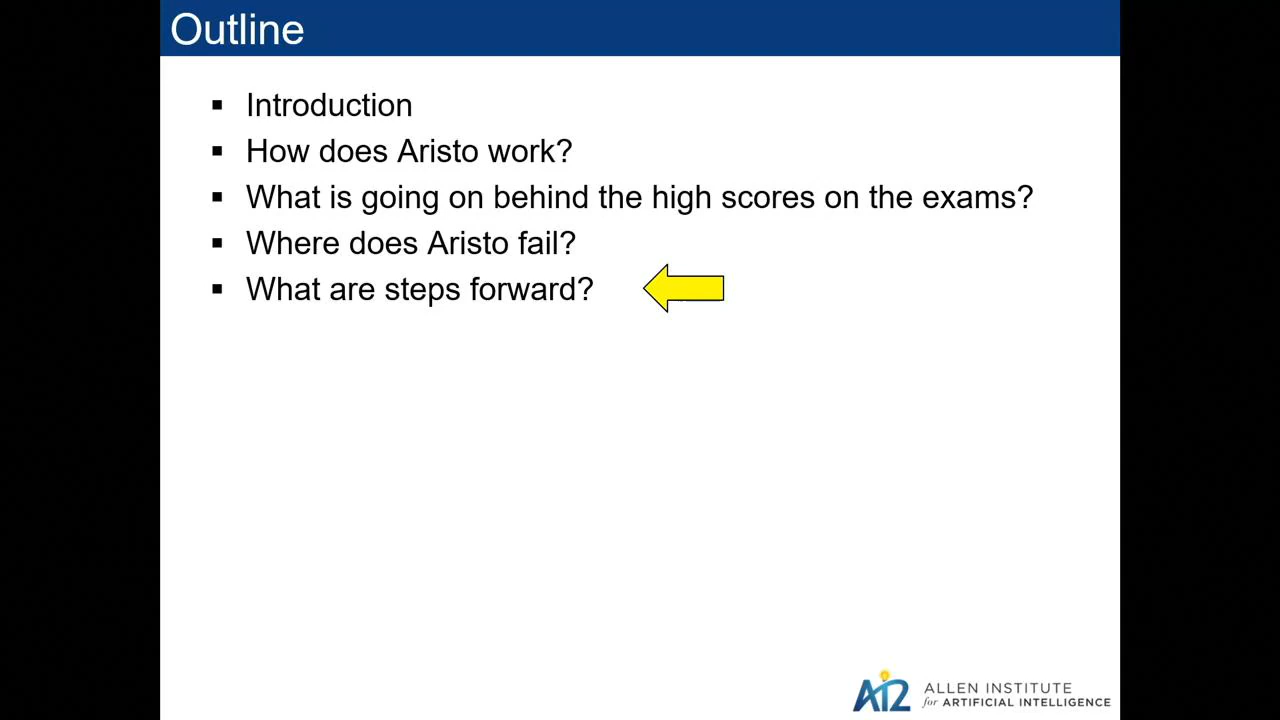 Outline
▪ Introduction
▪ How does Aristo work?
▪ What is going on behind the high scores on the exams?
▪ Where does Aristo fail?
▪ What are steps forward?
AI2 ALLEN INSTITUTE
for ARTIFICIAL INTELLIGENCE